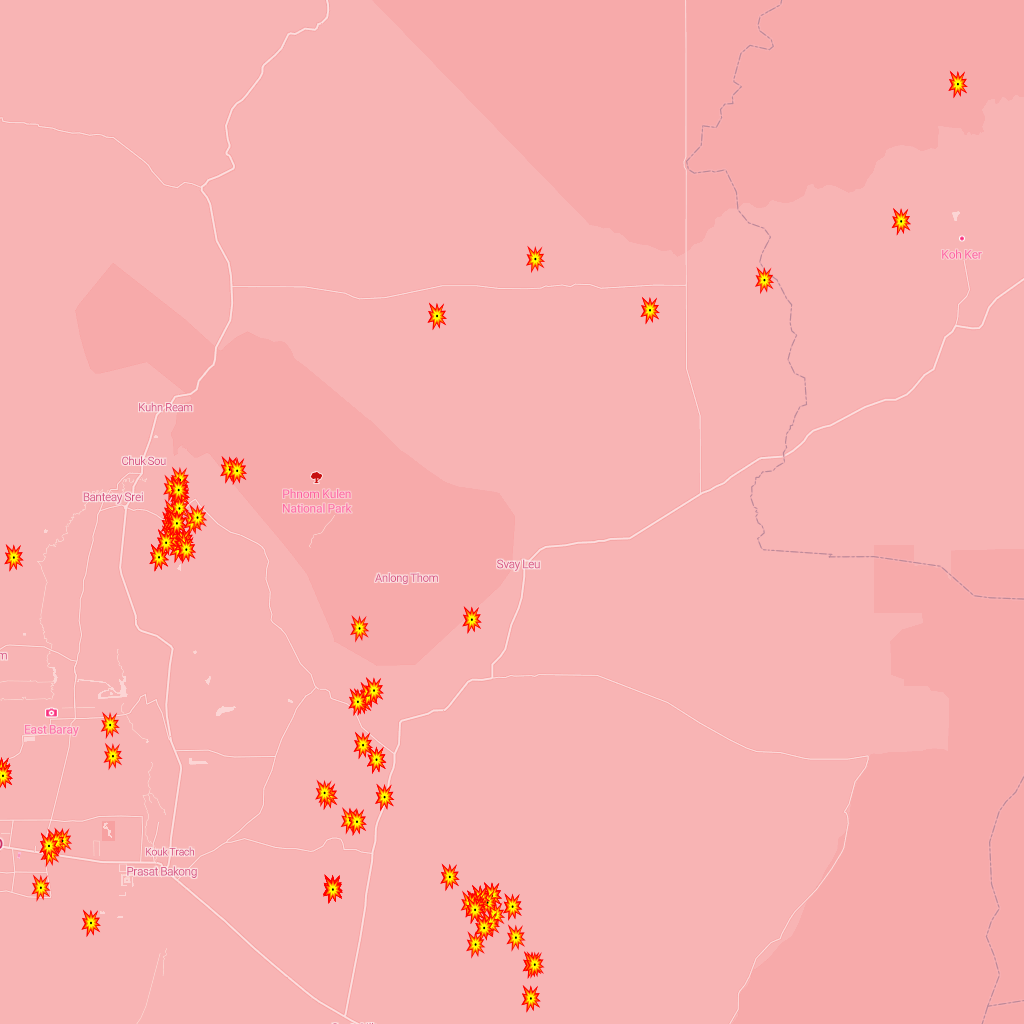 Koh Ker
Kuhn Ream
Chuk Sou
Banteay Srei
Phnom Kulen
National Park
Svay Leu
Anlong Thom
East Baray
Kouk Trach
Prasat Bakong